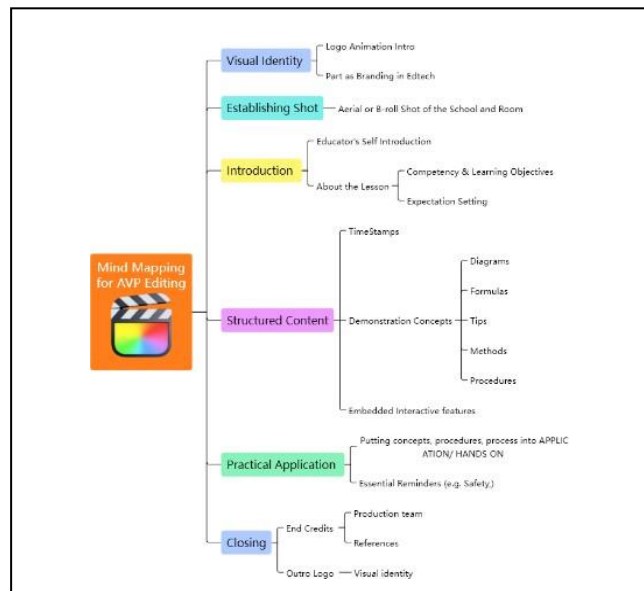 Mind Mapping
for AVP Editing
Visual Identity
Logo Animation Intro
Part as Branding in Edtech
Establishing Shot
Aerial or B-roll Shot of the School and Room
Introduction
Educator's Self Introduction
About the Lesson
Competency & Learning Objectives
Expectation Setting
Structured Content
TimeStamps
Demonstration Concepts
Diagrams
Formulas
Tips
Methods
Procedures
Embedded Interactive features
Practical Application
Putting concepts, procedures, process into APPLIC
ATION/ HANDS ON
Essential Reminders (e.g. Safety,)
Closing
End Credits
Production team
References
Outro Logo
Visual identity